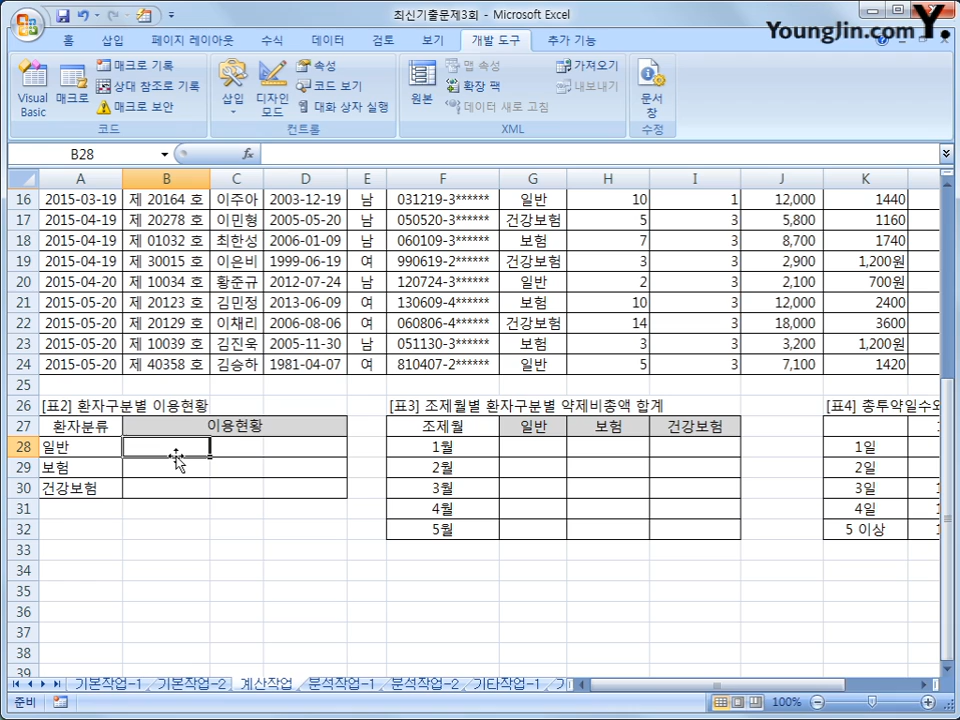 최신기출문제3회 - Microsoft Excel
YoungJin.com Y.
홈 삽입 페이지 레이아웃 수식 데이터 검토 보기 개발 도구 추가 기능
Visual Basic
매크로
매크로 기록
상대 참조로 기록
매크로 보안
코드
삽입
디자인 모드
속성
코드 보기
대화 상자 실행
컨트롤
원본
맵 속성
확장 팩
데이터 새로 고침
가져오기
내보내기
XML
문서 창
수정
B28 fx
A B C D E F G H I J K
16 2015-03-19 제 20164 호 이주아 2003-12-19 남 031219-3****** 일반 10 1 12,000 1440
17 2015-04-19 제 20278 호 이민형 2005-05-20 남 050520-3****** 건강보험 5 3 5,800 1160
18 2015-04-19 제 01032 호 최한성 2006-01-09 남 060109-3****** 보험 7 3 8,700 1740
19 2015-04-19 제 30015 호 이은비 1999-06-19 여 990619-2****** 건강보험 3 3 2,900 1,200원
20 2015-04-19 제 10034 호 황준규 2012-07-24 남 120724-3****** 일반 2 3 2,100 700원
21 2015-05-20 제 20123 호 김민정 2013-06-09 여 130609-4****** 보험 10 3 12,000 2400
22 2015-05-20 제 20129 호 이채리 2006-08-06 여 060806-4****** 건강보험 14 3 18,000 3600
23 2015-05-20 제 10039 호 김진욱 2005-11-30 남 051130-3****** 보험 3 3 3,200 1,200원
24 2015-05-20 제 40358 호 김승하 1981-04-07 여 810407-2****** 일반 5 3 7,100 1420
25
26 [표2] 환자구분별 이용현황 [표3] 조제월별 환자구분별 약제비총액 합계 [표4] 총투약일수와
27 환자분류 이용현황 조제월 일반 보험 건강보험
28 일반 1월 1일
29 보험 2월 2일
30 건강보험 3월 3일
31 4월 4일
32 5월 5 이상
33
34
35
36
37
38
39
기본작업-1 기본작업-2 계산작업 분석작업-1 분석작업-2 기타작업-1
준비 100%